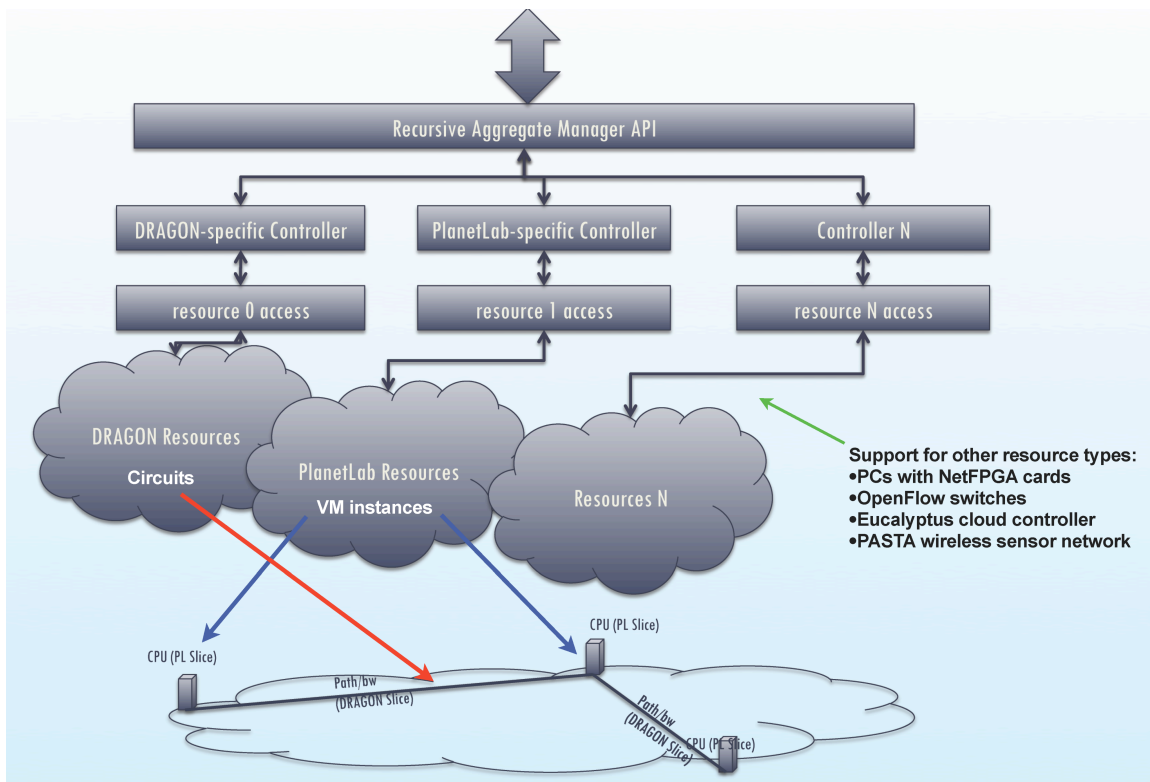 Recursive Aggregate Manager API
DRAGON-specific Controller
PlanetLab-specific Controller
Controller N
resource 0 access
resource 1 access
resource N access
DRAGON Resources
Circuits
PlanetLab Resources
VM instances
Resources N
Support for other resource types:
•PCs with NetFPGA cards
•OpenFlow switches
•Eucalyptus cloud controller
•PASTA wireless sensor network
CPU (PL Slice)
CPU (PL Slice)
Path/bw
(DRAGON Slice)
Path/bw
(DRAGON Slice)
CPU (PL Slice)